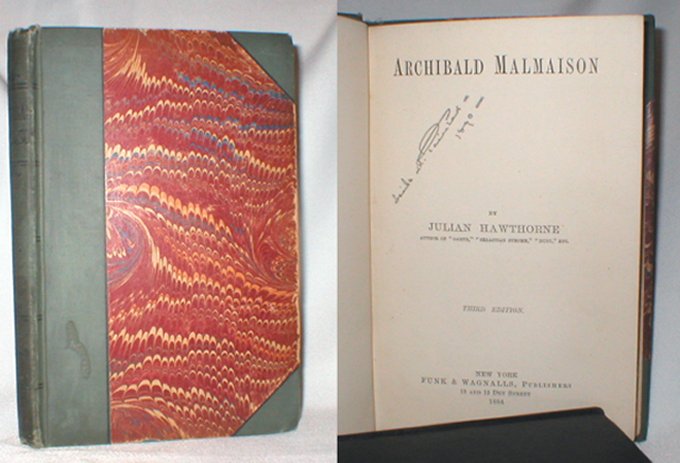 ARCHIBALD MALMAISON
1890
BY
JULIAN HAWTHORNE
AUTHOR OF "GARTH," "SEBASTIAN STROME," "DUST," ETC.
THIRD EDITION.
NEW YORK
FUNK & WAGNALLS, PUBLISHERS
10 AND 12 DEY STREET
1884